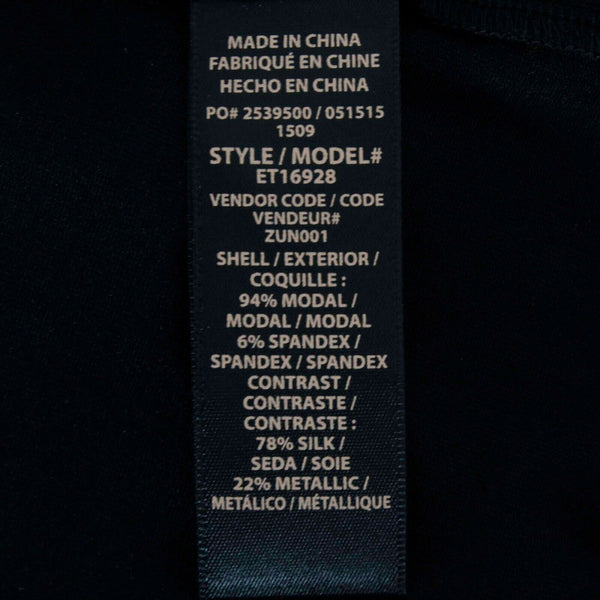 MADE IN CHINA
FABRIQUÉ EN CHINE
HECHO EN CHINA
PO# 2539500 / 051515
1509
STYLE / MODEL#
ET16928
VENDOR CODE / CODE
VENDEUR#
ZUN001
SHELL / EXTERIOR /
COQUILLE :
94% MODAL /
MODAL / MODAL
6% SPANDEX /
SPANDEX / SPANDEX
CONTRAST /
CONTRASTE /
CONTRASTE :
78% SILK /
SEDA / SOIE
22% METALLIC /
METÁLICO / MÉTALLIQUE